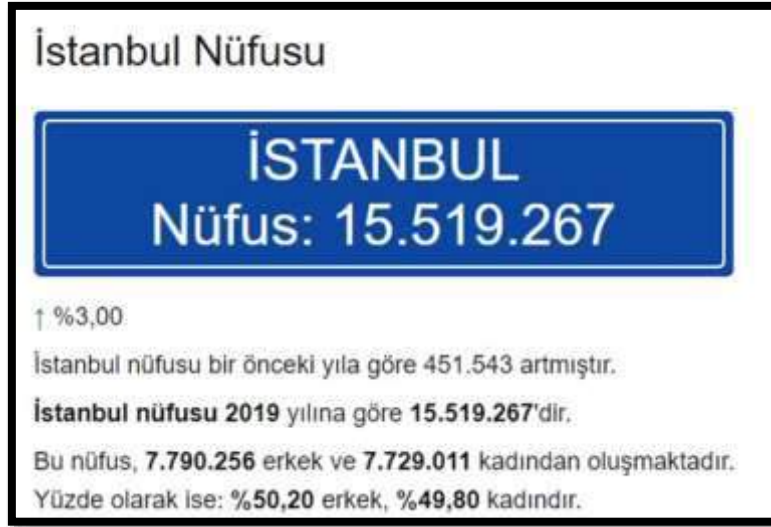 İstanbul Nüfusu
İSTANBUL
Nüfus: 15.519.267
↑ %3,00
İstanbul nüfusu bir önceki yıla göre 451.543 artmıştır.
İstanbul nüfusu 2019 yılına göre 15.519.267'dir.
Bu nüfus, 7.790.256 erkek ve 7.729.011 kadından oluşmaktadır.
Yüzde olarak ise: %50,20 erkek, %49,80 kadındır.